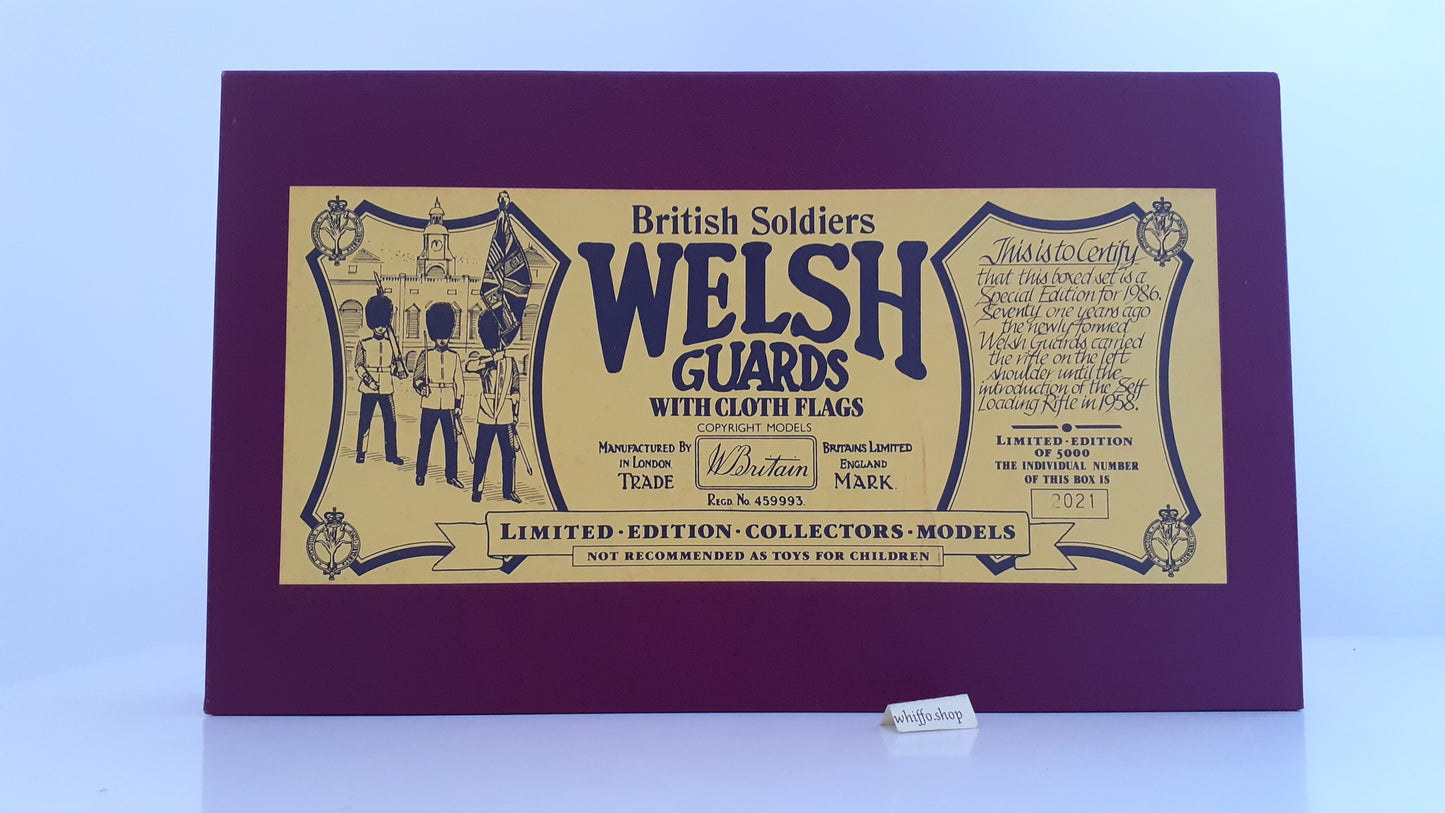 British Soldiers
WELSH
GUARDS
WITH CLOTH FLAGS
COPYRIGHT MODELS
MANUFACTURED BY
IN LONDON.
TRADE
W Britain
BRITAINS LIMITED
ENGLAND
MARK.
REGD. No. 459993.
LIMITED · EDITION · COLLECTORS · MODELS
NOT RECOMMENDED AS TOYS FOR CHILDREN
This is to Certify
that this boxed set is a
Special Edition for 1986.
Seventy one years ago
the newly formed
Welsh Guards carried
the rifle on the left
shoulder until the
introduction of the Self
Loading Rifle in 1958.
LIMITED · EDITION
OF 5000
THE INDIVIDUAL NUMBER
OF THIS BOX IS
2021
whiffo.shop